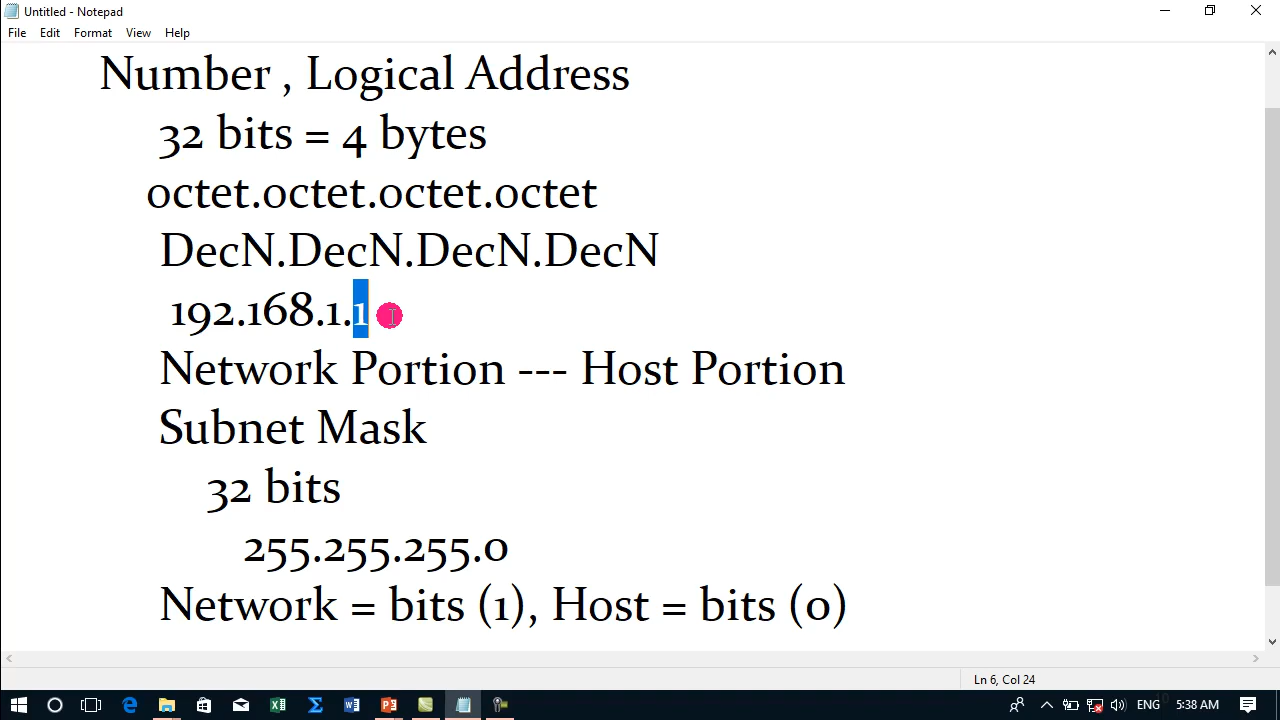 Untitled - Notepad
File Edit Format View Help
Number , Logical Address
32 bits = 4 bytes
octet.octet.octet.octet
DecN.DecN.DecN.DecN
192.168.1.1
Network Portion --- Host Portion
Subnet Mask
32 bits
255.255.255.0
Network = bits (1), Host = bits (0)
Ln 6, Col 24
ENG 5:38 AM